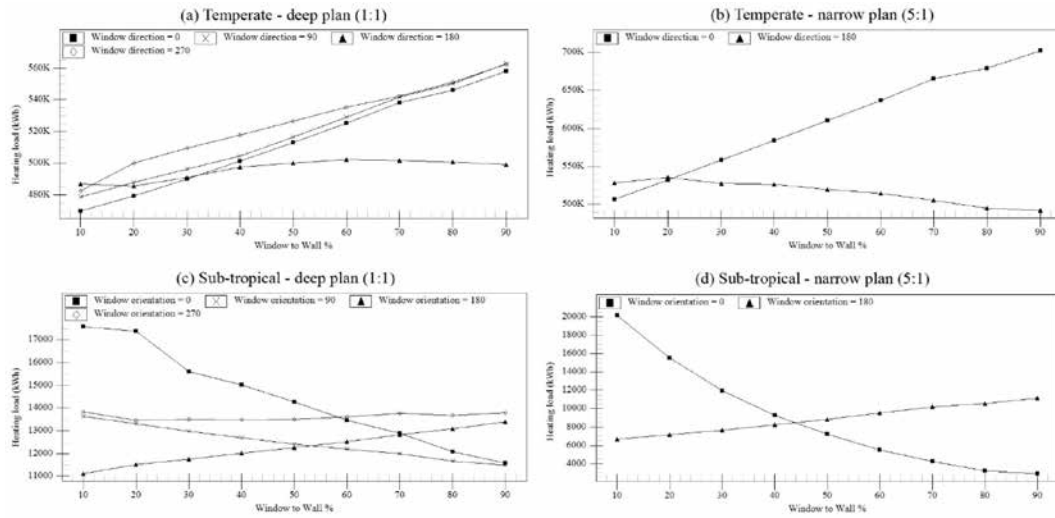 (a) Temperate - deep plan (1:1)
Window direction = 0 Window direction = 90 Window direction = 180
Window direction = 270
560K
540K
520K
500K
480K
Heating load (kWh)
10 20 30 40 50 60 70 80 90
Window to Wall %
(b) Temperate - narrow plan (5:1)
Window direction = 0 Window direction = 180
700K
650K
600K
550K
500K
Heating load (kWh)
10 20 30 40 50 60 70 80 90
Window to Wall %
(c) Sub-tropical - deep plan (1:1)
Window orientation = 0 Window orientation = 90 Window orientation = 180
Window orientation = 270
17000
16000
15000
14000
13000
12000
11000
Heating load (kWh)
10 20 30 40 50 60 70 80 90
Window to Wall %
(d) Sub-tropical - narrow plan (5:1)
Window orientation = 0 Window orientation = 180
20000
18000
16000
14000
12000
10000
8000
6000
4000
Heating load (kWh)
10 20 30 40 50 60 70 80 90
Window to Wall %